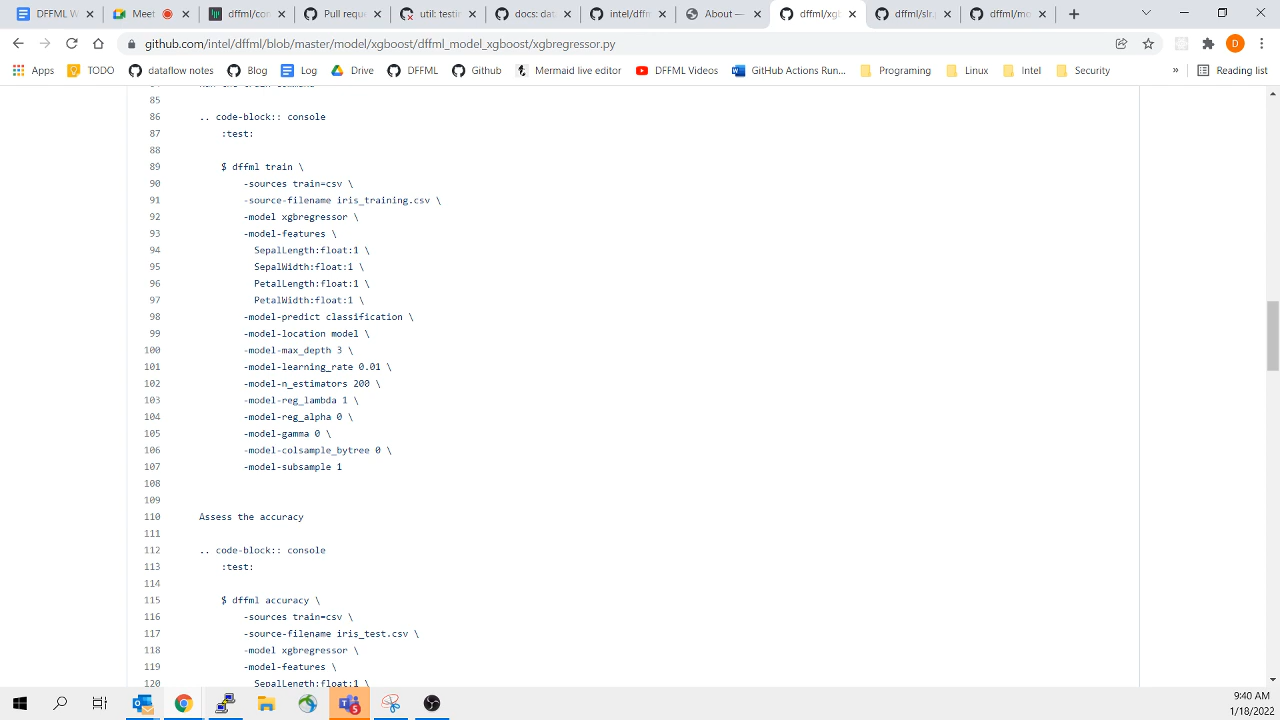 DFFML W
Meet
dffml/con
Pull reque
util: teste
docs: dat
intel/dffm
About —
dffml/xgb
dffml/slrg
dffml/mo
github.com/intel/dffml/blob/master/model/xgboost/dffml_model_xgboost/xgbregressor.py
D
Apps TODO dataflow notes Blog Log Drive DFFML Github Mermaid live editor DFFML Videos GitHub Actions Run... Programing Linux Intel Security » Reading list
85
86 .. code-block:: console
87 :test:
88
89 $ dffml train \
90 -sources train=csv \
91 -source-filename iris_training.csv \
92 -model xgbregressor \
93 -model-features \
94 SepalLength:float:1 \
95 SepalWidth:float:1 \
96 PetalLength:float:1 \
97 PetalWidth:float:1 \
98 -model-predict classification \
99 -model-location model \
100 -model-max_depth 3 \
101 -model-learning_rate 0.01 \
102 -model-n_estimators 200 \
103 -model-reg_lambda 1 \
104 -model-reg_alpha 0 \
105 -model-gamma 0 \
106 -model-colsample_bytree 0 \
107 -model-subsample 1
108
109
110 Assess the accuracy
111
112 .. code-block:: console
113 :test:
114
115 $ dffml accuracy \
116 -sources train=csv \
117 -source-filename iris_test.csv \
118 -model xgbregressor \
119 -model-features \
120 SepalLength:float:1 \
9:40 AM
1/18/2022